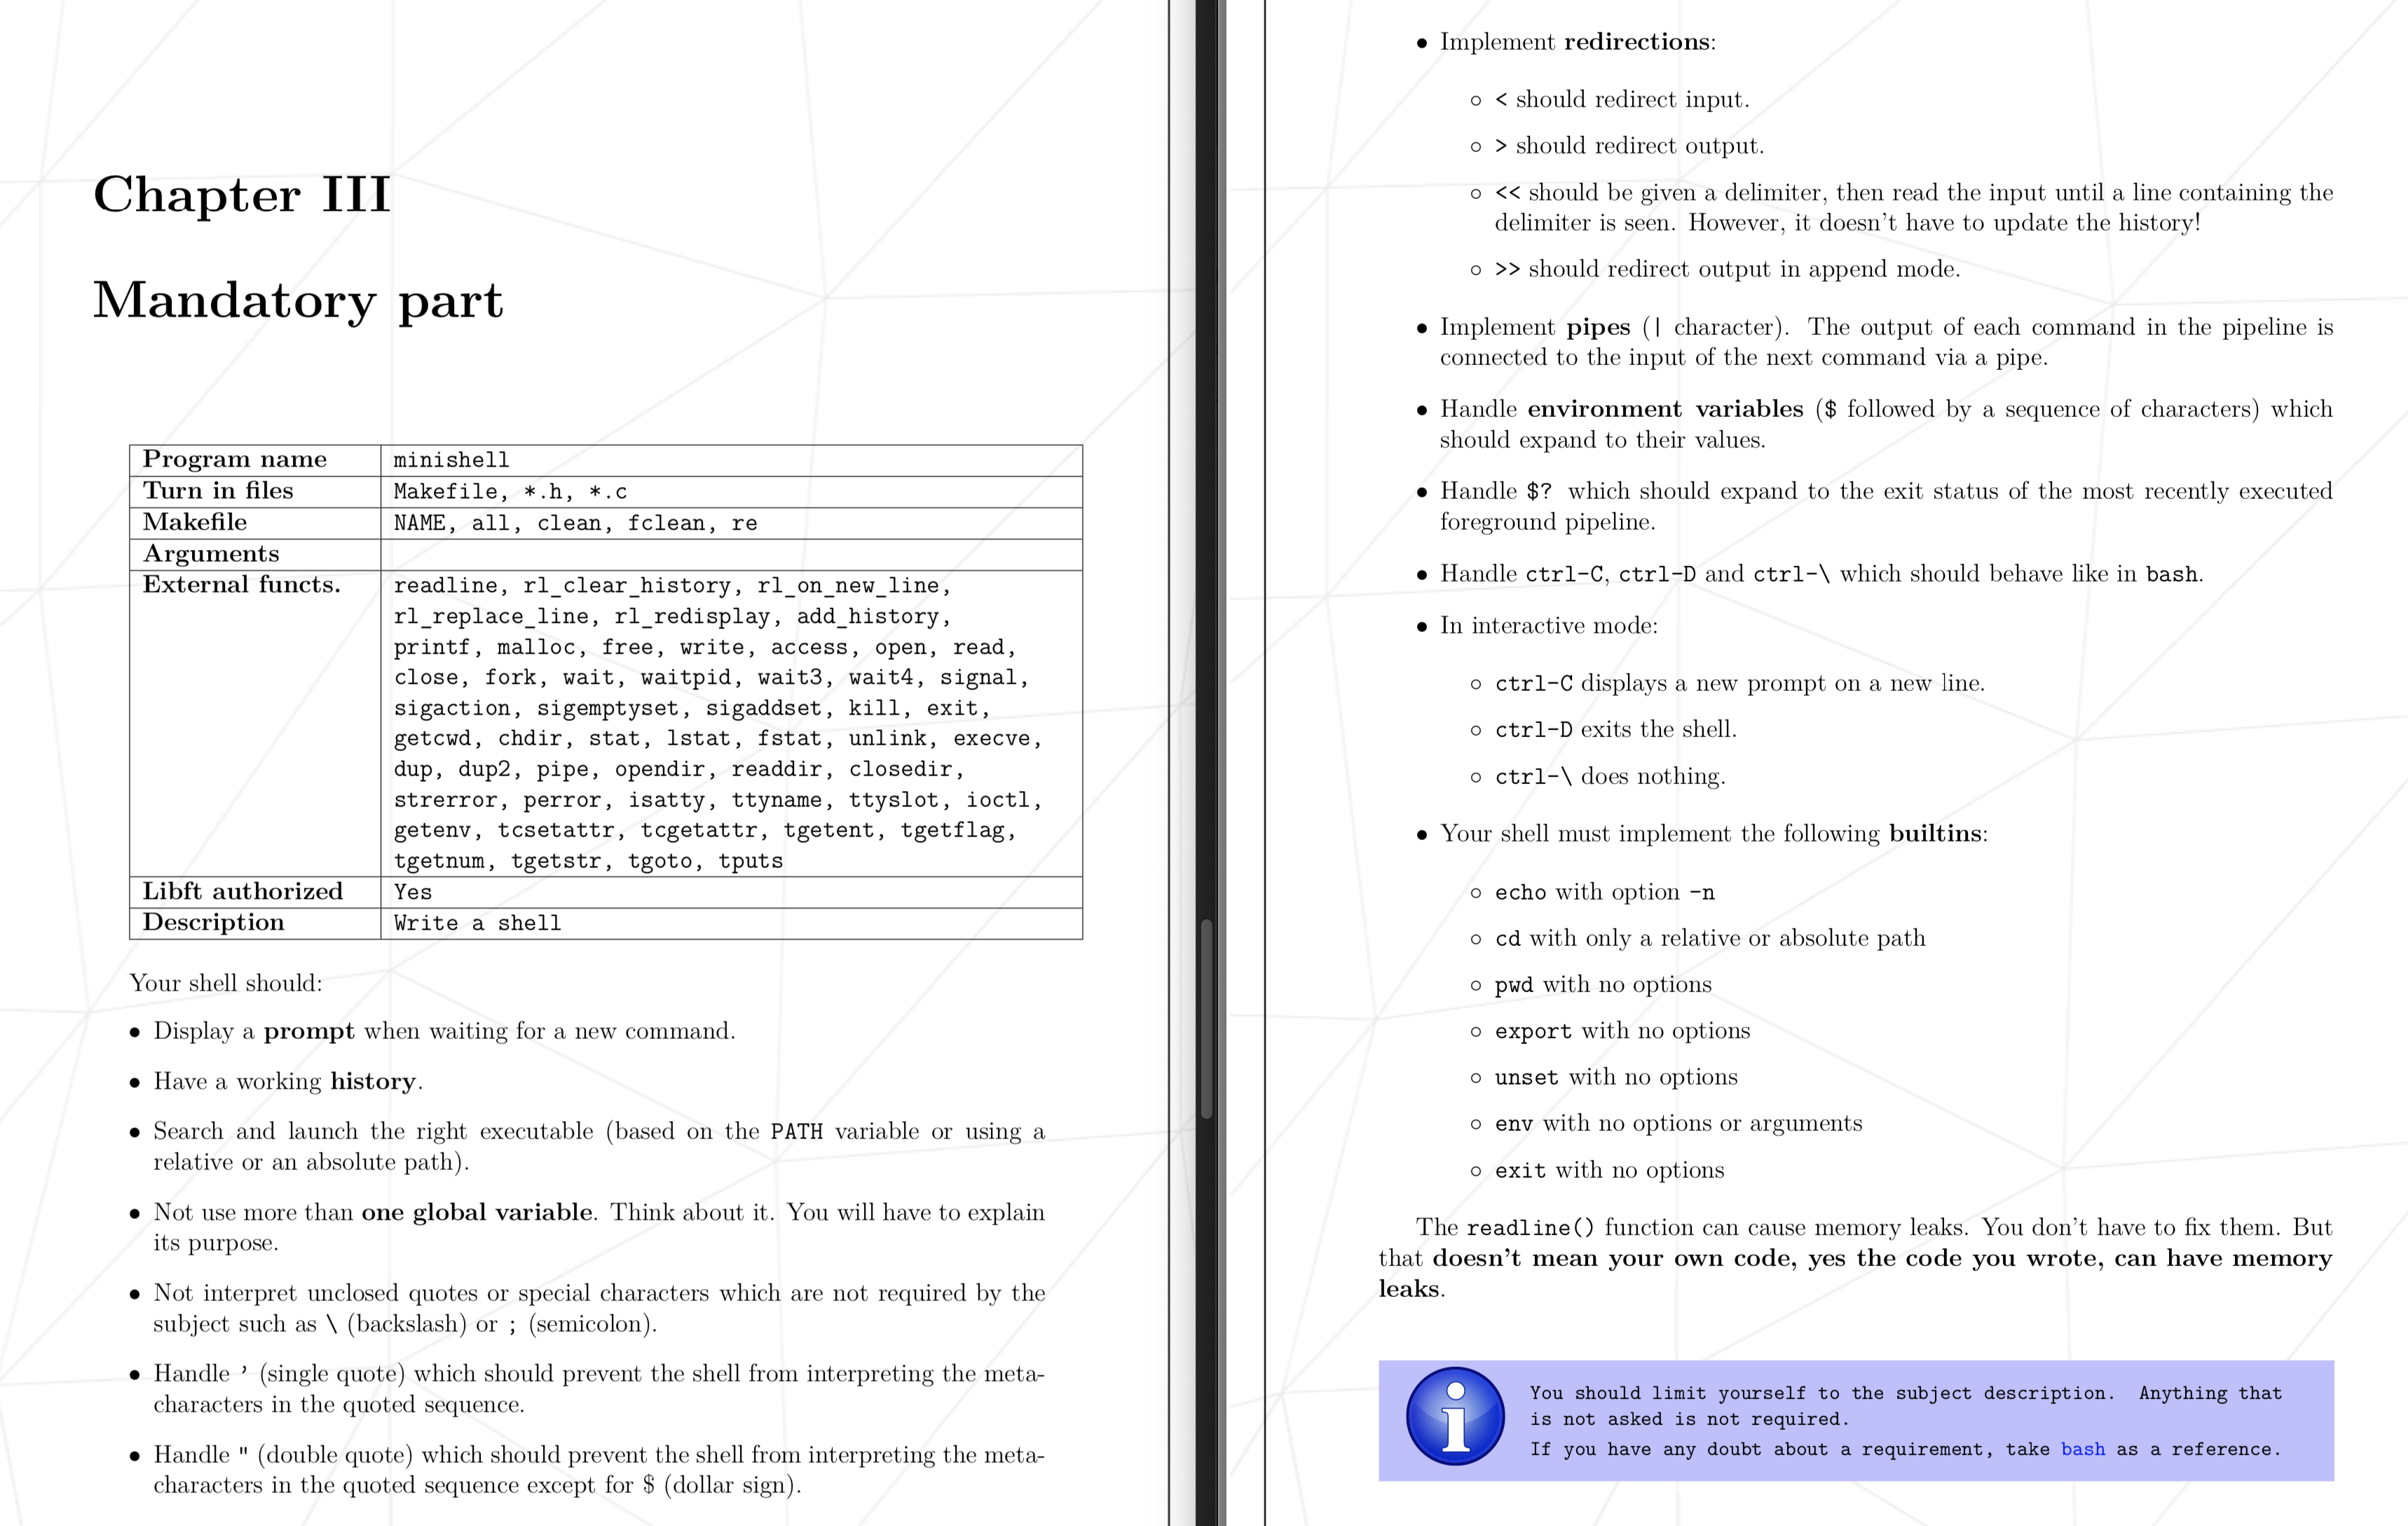 Chapter III
Mandatory part
Program name minishell
Turn in files Makefile, *.h, *.c
Makefile NAME, all, clean, fclean, re
Arguments
External functs. readline, rl_clear_history, rl_on_new_line,
rl_replace_line, rl_redisplay, add_history,
printf, malloc, free, write, access, open, read,
close, fork, wait, waitpid, wait3, wait4, signal,
sigaction, sigemptyset, sigaddset, kill, exit,
getcwd, chdir, stat, lstat, fstat, unlink, execve,
dup, dup2, pipe, opendir, readdir, closedir,
strerror, perror, isatty, ttyname, ttyslot, ioctl,
getenv, tcsetattr, tcgetattr, tgetent, tgetflag,
tgetnum, tgetstr, tgoto, tputs
Libft authorized Yes
Description Write a shell
Your shell should:
• Display a prompt when waiting for a new command.
• Have a working history.
• Search and launch the right executable (based on the PATH variable or using a
relative or an absolute path).
• Not use more than one global variable. Think about it. You will have to explain
its purpose.
• Not interpret unclosed quotes or special characters which are not required by the
subject such as \ (backslash) or ; (semicolon).
• Handle ’ (single quote) which should prevent the shell from interpreting the meta-
characters in the quoted sequence.
• Handle " (double quote) which should prevent the shell from interpreting the meta-
characters in the quoted sequence except for $ (dollar sign).
• Implement redirections:
◦ < should redirect input.
◦ > should redirect output.
◦ << should be given a delimiter, then read the input until a line containing the
delimiter is seen. However, it doesn’t have to update the history!
◦ >> should redirect output in append mode.
• Implement pipes (| character). The output of each command in the pipeline is
connected to the input of the next command via a pipe.
• Handle environment variables ($ followed by a sequence of characters) which
should expand to their values.
• Handle $? which should expand to the exit status of the most recently executed
foreground pipeline.
• Handle ctrl-C, ctrl-D and ctrl-\ which should behave like in bash.
• In interactive mode:
◦ ctrl-C displays a new prompt on a new line.
◦ ctrl-D exits the shell.
◦ ctrl-\ does nothing.
• Your shell must implement the following builtins:
◦ echo with option -n
◦ cd with only a relative or absolute path
◦ pwd with no options
◦ export with no options
◦ unset with no options
◦ env with no options or arguments
◦ exit with no options
The readline() function can cause memory leaks. You don’t have to fix them. But
that doesn’t mean your own code, yes the code you wrote, can have memory
leaks.
You should limit yourself to the subject description. Anything that
is not asked is not required.
If you have any doubt about a requirement, take bash as a reference.